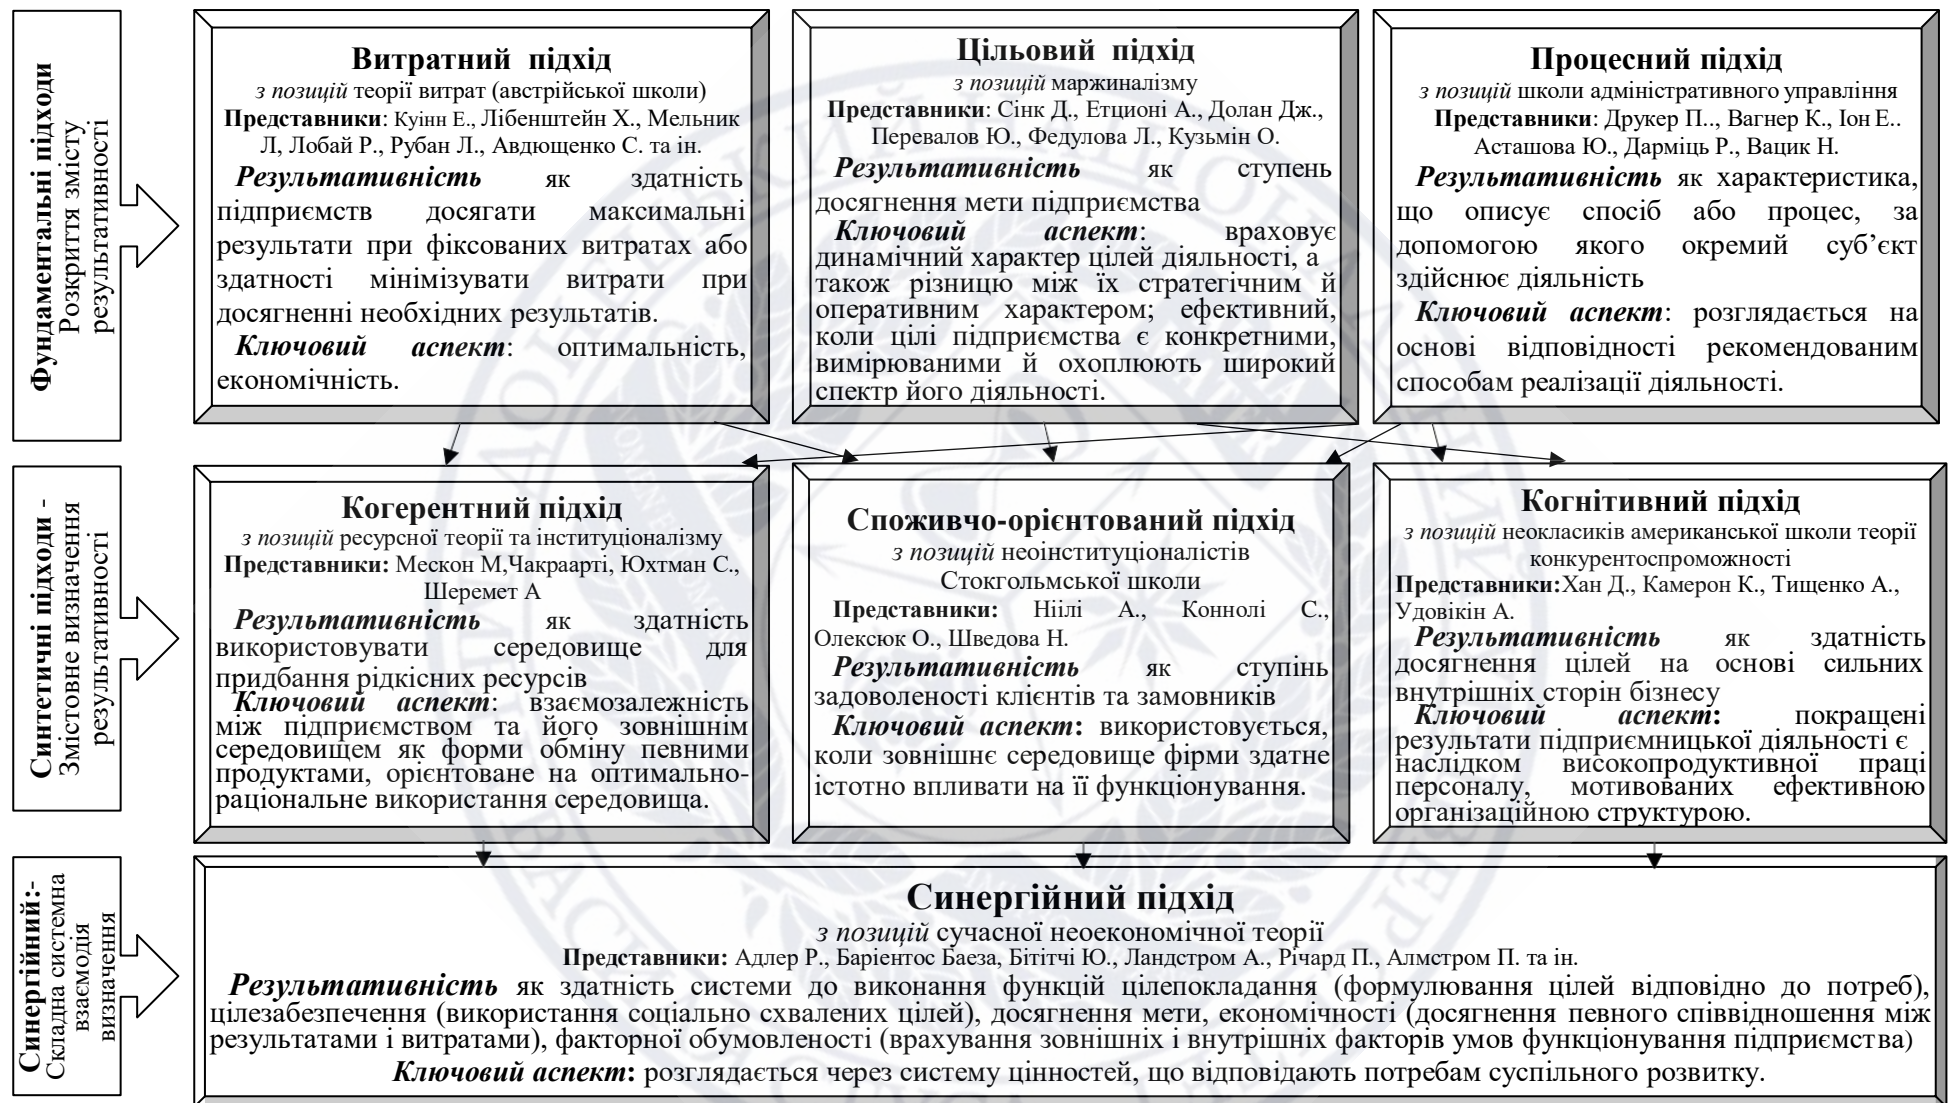 Фундаментальні підходи
Розкриття змісту
результативності
Витратний підхід
з позицій теорії витрат (австрійської школи)
Представники: Куінн Е., Лібенштейн Х., Мельник
Л, Лобай Р., Рубан Л., Авдющенко С. та ін.
Результативність як здатність
підприємств досягати максимальні
результати при фіксованих витратах або
здатності мінімізувати витрати при
досягненні необхідних результатів.
Ключовий аспект: оптимальність,
економічність.
Цільовий підхід
з позицій маржиналізму
Представники: Сінк Д., Етционі А., Долан Дж.,
Перевалов Ю., Федулова Л., Кузьмін О.
Результативність як ступень
досягнення мети підприємства
Ключовий аспект: враховує
динамічний характер цілей діяльності, а
також різницю між їх стратегічним й
оперативним характером; ефективний,
коли цілі підприємства є конкретними,
вимірюваними й охоплюють широкий
спектр його діяльності.
Процесний підхід
з позицій школи адміністративного управління
Представники: Друкер П.., Вагнер К., Іон Е..
Асташова Ю., Дарміць Р., Вацик Н.
Результативність як характеристика,
що описує спосіб або процес, за
допомогою якого окремий суб’єкт
здійснює діяльність
Ключовий аспект: розглядається на
основі відповідності рекомендованим
способам реалізації діяльності.
Синтетичні підходи -
Змістовне визначення
результативності
Когерентний підхід
з позицій ресурсної теорії та інституціоналізму
Представники: Мескон М,Чакраарті, Юхтман С.,
Шеремет А
Результативність як здатність
використовувати середовище для
придбання рідкісних ресурсів
Ключовий аспект: взаємозалежність
між підприємством та його зовнішнім
середовищем як форми обміну певними
продуктами, орієнтоване на оптимально-
раціональне використання середовища.
Споживчо-орієнтований підхід
з позицій неоінституціоналістів
Стокгольмської школи
Представники: Ніілі А., Коннолі С.,
Олексюк О., Шведова Н.
Результативність як ступінь
задоволеності клієнтів та замовників
Ключовий аспект: використовується,
коли зовнішнє середовище фірми здатне
істотно впливати на її функціонування.
Когнітивний підхід
з позицій неокласиків американської школи теорії
конкурентоспроможності
Представники:Хан Д., Камерон К., Тищенко А.,
Удовікін А.
Результативність як здатність
досягнення цілей на основі сильних
внутрішніх сторін бізнесу
Ключовий аспект: покращені
результати підприємницької діяльності є
наслідком високопродуктивної праці
персоналу, мотивованих ефективною
організаційною структурою.
Синергійний:-
Складна системна
взаємодія
визначення
Синергійний підхід
з позицій сучасної неоекономічної теорії
Представники: Адлер Р., Баріентос Баеза, Бітітчі Ю., Ландстром А., Річард П., Алмстром П. та ін.
Результативність як здатність системи до виконання функцій цілепокладання (формулювання цілей відповідно до потреб),
цілезабезпечення (використання соціально схвалених цілей), досягнення мети, економічності (досягнення певного співвідношення між
результатами і витратами), факторної обумовленості (врахування зовнішніх і внутрішніх факторів умов функціонування підприємства)
Ключовий аспект: розглядається через систему цінностей, що відповідають потребам суспільного розвитку.